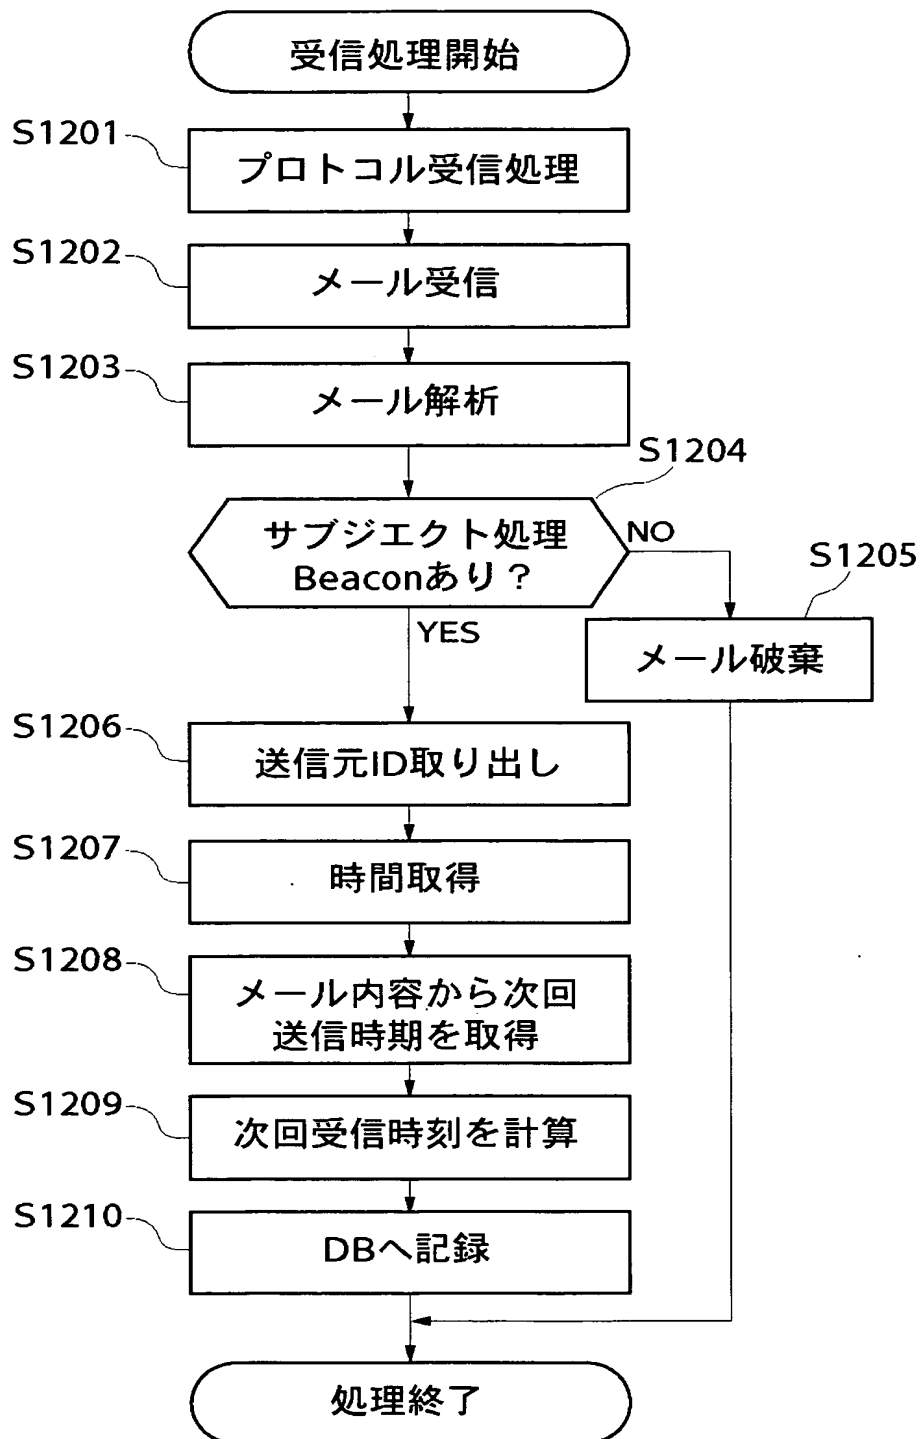 受信処理開始
S1201
プロトコル受信処理
S1202
メール受信
S1203
メール解析
S1204
サブジエクト処理
Beaconあり？
NO
YES
S1205
メール破棄
S1206
送信元ID取り出し
S1207
時間取得
S1208
メール内容から次回
送信時期を取得
S1209
次回受信時刻を計算
S1210
DBへ記録
処理終了